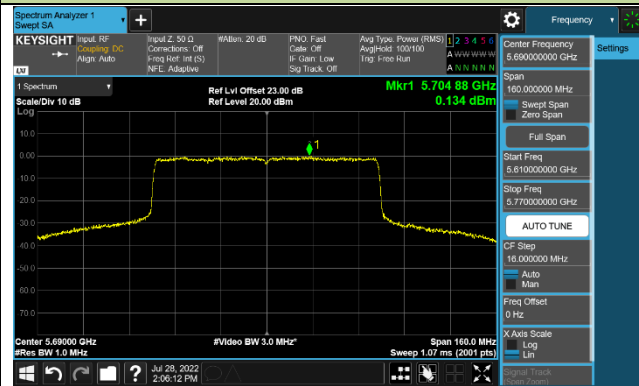 Spectrum Analyzer 1
Swept SA
Frequency
KEYSIGHT
Input: RF
Coupling: DC
Align: Auto
Input Z: 50 Ω
Corrections: Off
Freq Ref: Int (S)
NFE: Adaptive
#Atten: 20 dB
PNO: Fast
Gate: Off
IF Gain: Low
Sig Track: Off
Avg Type: Power (RMS)
Avg|Hold: 100/100
Trig: Free Run
1 2 3 4 5 6
A W W W W W
A N N N N N
LXI
1 Spectrum
Scale/Div 10 dB
Log
Ref Lvl Offset 23.00 dB
Ref Level 20.00 dBm
Mkr1 5.704 88 GHz
0.134 dBm
10.0
0.00
-10.0
-20.0
-30.0
-40.0
-50.0
-60.0
-70.0
1
Center 5.69000 GHz
#Res BW 1.0 MHz
#Video BW 3.0 MHz*
Span 160.0 MHz
Sweep 1.07 ms (2001 pts)
Jul 28, 2022
2:06:12 PM
Center Frequency
5.690000000 GHz
Settings
Span
160.000000 MHz
Swept Span
Zero Span
Full Span
Start Freq
5.610000000 GHz
Stop Freq
5.770000000 GHz
AUTO TUNE
CF Step
16.000000 MHz
Auto
Man
Freq Offset
0 Hz
X Axis Scale
Log
Lin
Signal Track
(Span Zoom)